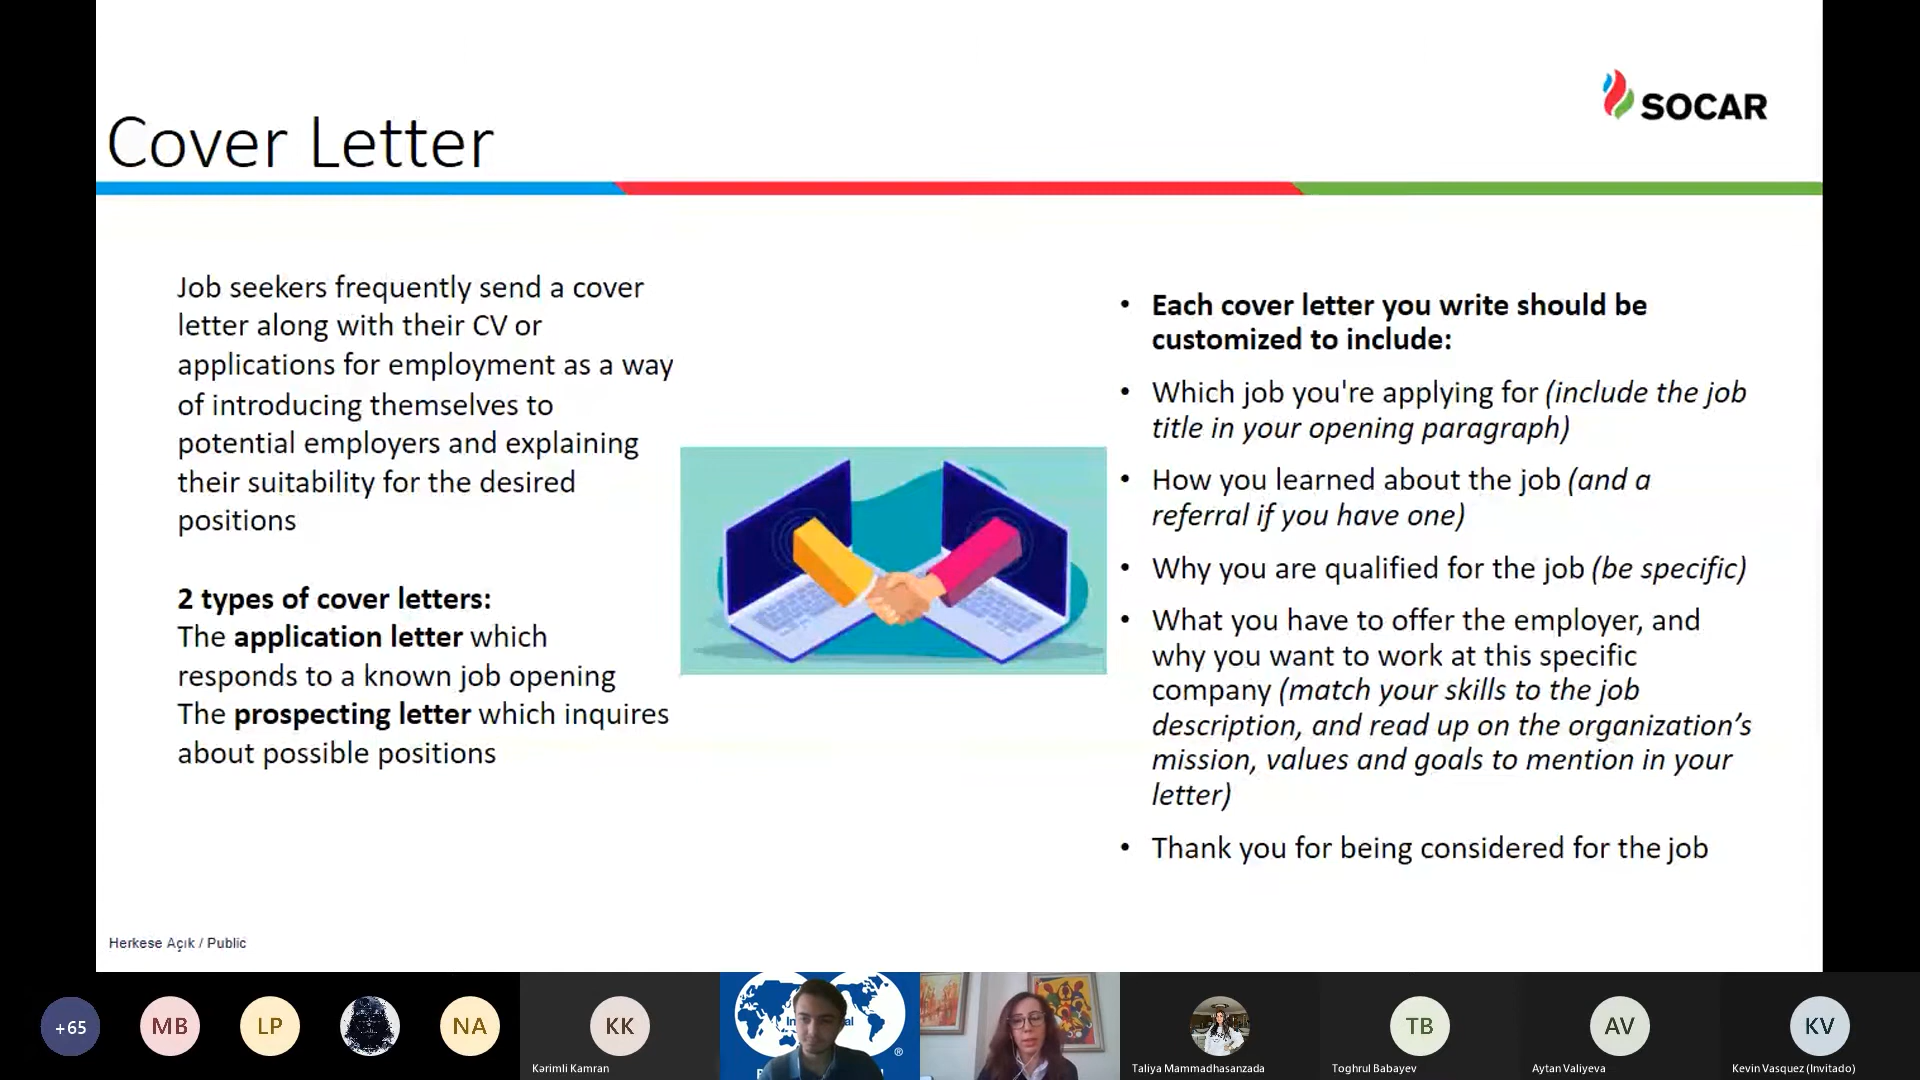 SOCAR
Cover Letter
Job seekers frequently send a cover
letter along with their CV or
applications for employment as a way
of introducing themselves to
potential employers and explaining
their suitability for the desired
positions
2 types of cover letters:
The application letter which
responds to a known job opening
The prospecting letter which inquires
about possible positions
• Each cover letter you write should be
customized to include:
• Which job you're applying for (include the job
title in your opening paragraph)
• How you learned about the job (and a
referral if you have one)
• Why you are qualified for the job (be specific)
• What you have to offer the employer, and
why you want to work at this specific
company (match your skills to the job
description, and read up on the organization’s
mission, values and goals to mention in your
letter)
• Thank you for being considered for the job
Herkese Açık / Public
+65
MB
LP
NA
KK
Kərimli Kamran
®
Taliya Mammadhasanzada
TB
Toghrul Babayev
AV
Aytan Valiyeva
KV
Kevin Vasquez (Invitado)